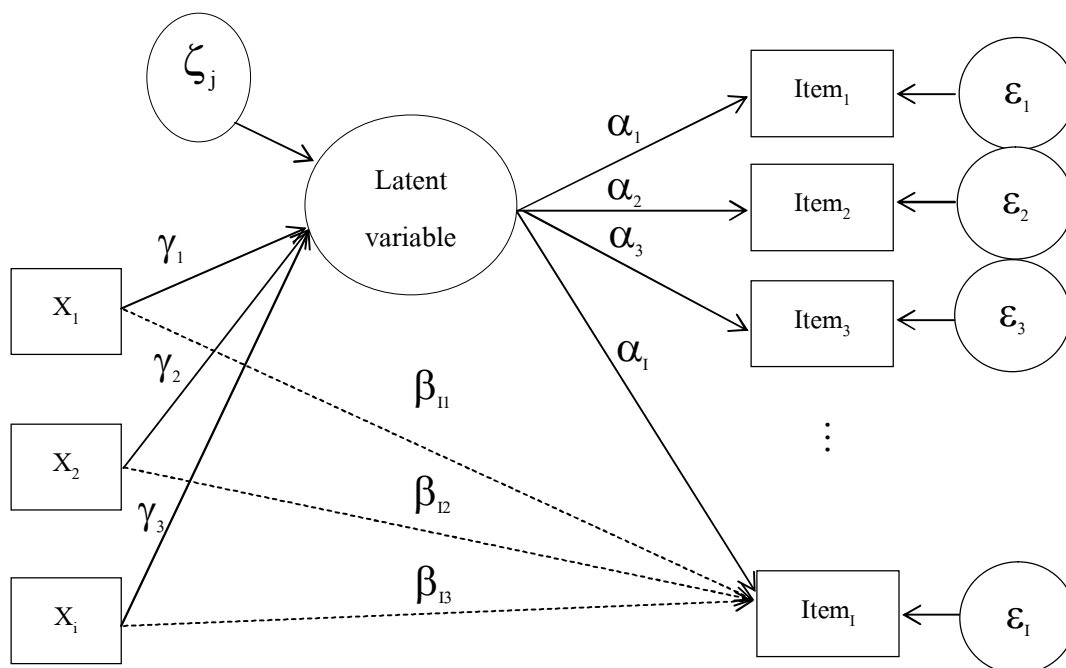 ζj
Latent
variable
X1
X2
Xi
γ1
γ2
γ3
α1
α2
α3
αI
βI1
βI2
βI3
Item1
Item2
Item3
⋮
ItemI
ε1
ε2
ε3
εI